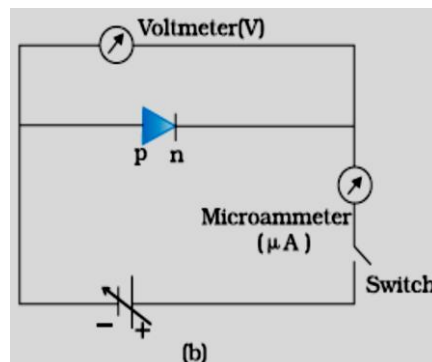 Voltmeter(V)
p n
Microammeter
(μA)
Switch
− +
(b)